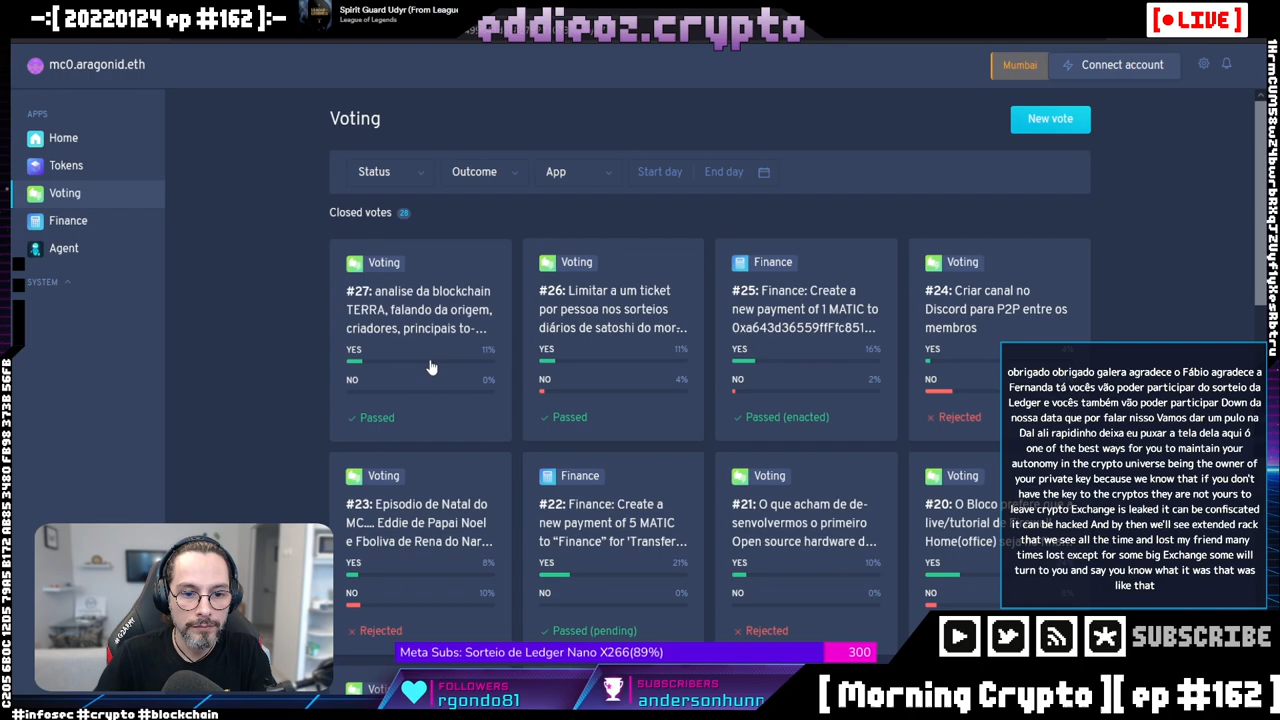 -:[ 20220124 ep #162 ]:-
Spirit Guard Udyr (From League
League of Legends
eddieoz.crypto
[ ● LIVE ]
mc0.aragonid.eth
Mumbai
Connect account
APPS
Home
Tokens
Voting
Finance
Agent
SYSTEM
Voting
New vote
Status
Outcome
App
Start day
End day
Closed votes 28
Voting
#27: analise da blockchain
TERRA, falando da origem,
criadores, principais to-...
YES 11%
NO 0%
Passed
Voting
#26: Limitar a um ticket
por pessoa nos sorteios
diários de satoshi do mor...
YES 11%
NO 4%
Passed
Finance
#25: Finance: Create a
new payment of 1 MATIC to
0xa643d36559ffFfc851...
YES 16%
NO 2%
Passed (enacted)
Voting
#24: Criar canal no
Discord para P2P entre os
membros
YES
NO
Rejected
Voting
#23: Episodio de Natal do
MC.... Eddie de Papai Noel
e Fboliva de Rena do Nar...
YES 8%
NO 10%
Rejected
Finance
#22: Finance: Create a
new payment of 5 MATIC
to “Finance” for 'Transfer...
YES 21%
NO 0%
Passed (pending)
Voting
#21: O que acham de de-
senvolvermos o primeiro
Open source hardware d...
YES 10%
NO 0%
Rejected
Voting
#20: O Bloco prefere
live/tutorial de
Home(office)
YES
NO
obrigado obrigado galera agradece o Fábio agradece a
Fernanda tá vocês vão poder participar do sorteio da
Ledger e vocês também vão poder participar Down da
nossa data que por falar nisso Vamos dar um pulo na
Dal ali rapidinho deixa eu puxar a tela dela aqui ó
one of the best ways for you to maintain your
autonomy in the crypto universe being the owner of
your private key because we know that if you don't
have the key to the cryptos they are not yours to
leave crypto Exchange is leaked it can be confiscated
it can be hacked And by then we'll see extended rack
that we see all the time and lost my friend many
times lost except for some big Exchange some will
turn to you and say you know what it was that was
like that
Meta Subs: Sorteio de Ledger Nano X266(89%)
300
FOLLOWERS
rgondo81
SUBSCRIBERS
andersonhunn
SUBSCRIBE
[ Morning Crypto ][ ep #162 ]
#infosec #crypto #blockchain